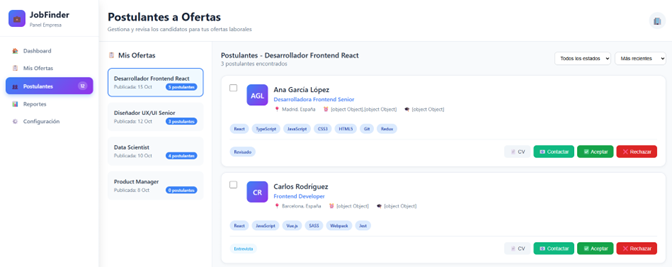 JobFinder
Panel Empresa
Dashboard
Mis Ofertas
Postulantes 12
Reportes
Configuración
Postulantes a Ofertas
Gestiona y revisa los candidatos para tus ofertas laborales
Mis Ofertas
Desarrollador Frontend React
Publicada: 15 Oct 5 postulantes
Diseñador UX/UI Senior
Publicada: 12 Oct 3 postulantes
Data Scientist
Publicada: 10 Oct 4 postulantes
Product Manager
Publicada: 8 Oct 6 postulantes
Postulantes - Desarrollador Frontend React
3 postulantes encontrados
Todos los estados
Más recientes
AGL
Ana García López
Desarrolladora Frontend Senior
Madrid, España [object Object],[object Object] [object Object]
React TypeScript JavaScript CSS3 HTML5 Git Redux
Revisado
CV Contactar Aceptar Rechazar
CR
Carlos Rodríguez
Frontend Developer
Barcelona, España [object Object] [object Object]
React JavaScript Vue.js SASS Webpack Jest
Entrevista
CV Contactar Aceptar Rechazar